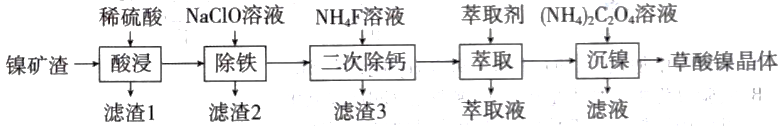 稀硫酸 NaClO溶液 NH₄F溶液 萃取剂 (NH₄)₂C₂O₄溶液
镍矿渣 酸浸 除铁 二次除钙 萃取 沉镍 草酸镍晶体
滤渣1 滤渣2 滤渣3 萃取液 滤液